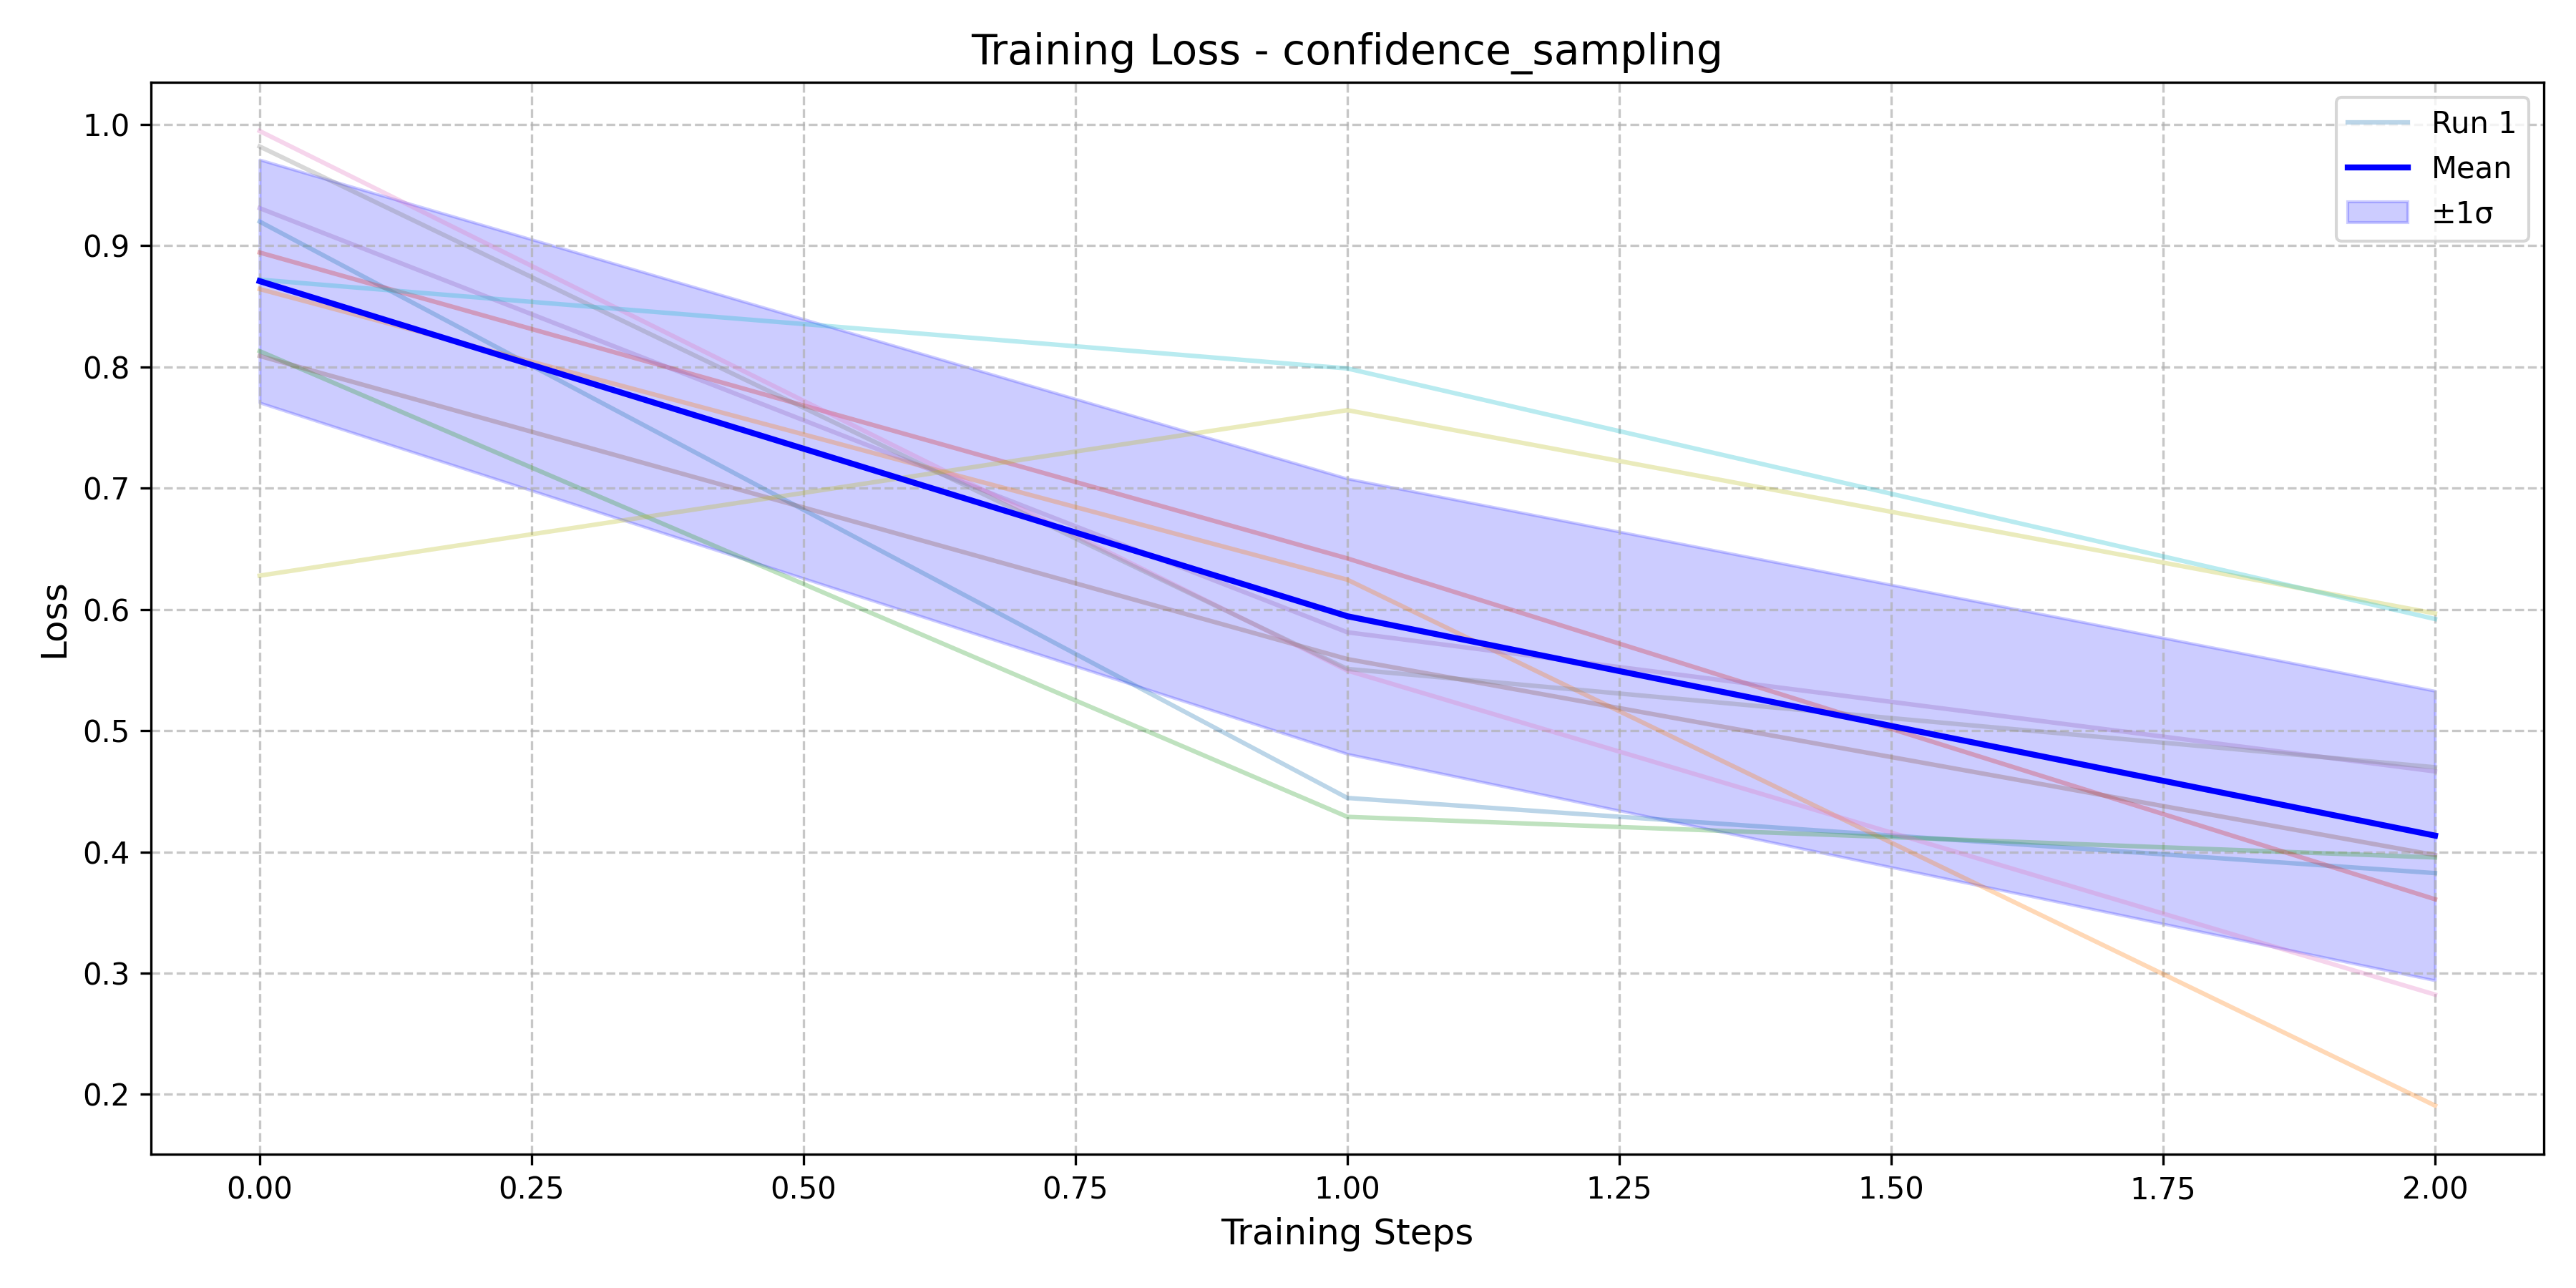 Training Loss - confidence_sampling
Run 1
Mean
±1σ
1.0
0.9
0.8
0.7
0.6
0.5
0.4
0.3
0.2
Loss
0.00 0.25 0.50 0.75 1.00 1.25 1.50 1.75 2.00
Training Steps